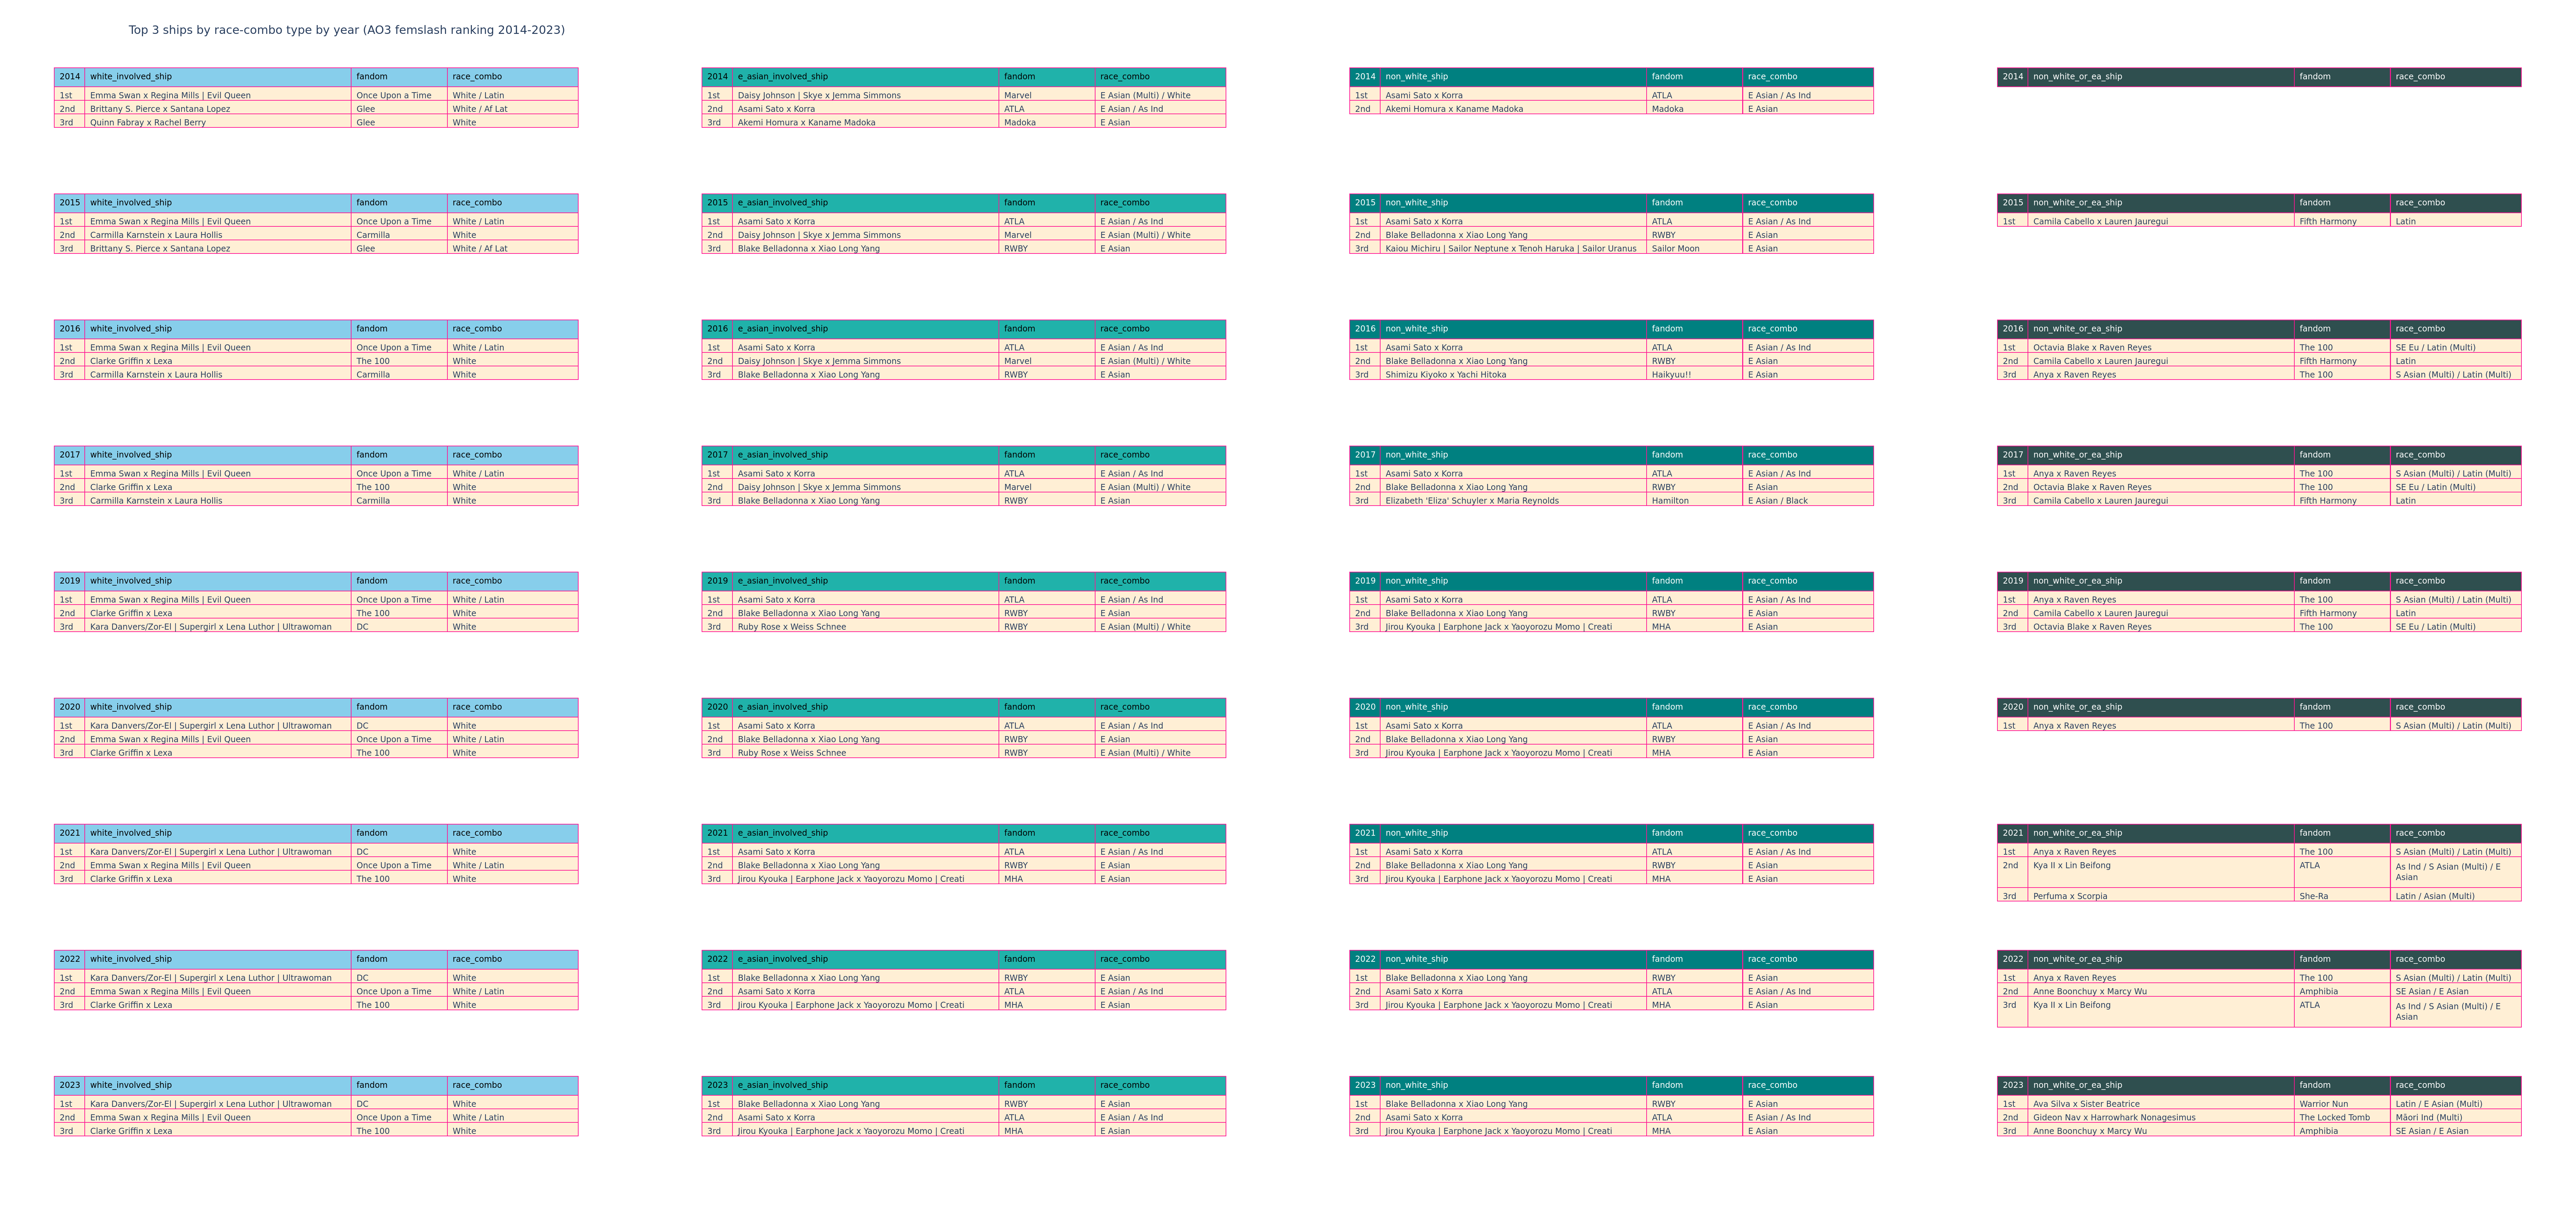 Top 3 ships by race-combo type by year (AO3 femslash ranking 2014-2023)
2014 white_involved_ship fandom race_combo
1st Emma Swan x Regina Mills | Evil Queen Once Upon a Time White / Latin
2nd Brittany S. Pierce x Santana Lopez Glee White / Af Lat
3rd Quinn Fabray x Rachel Berry Glee White
2014 e_asian_involved_ship fandom race_combo
1st Daisy Johnson | Skye x Jemma Simmons Marvel E Asian (Multi) / White
2nd Asami Sato x Korra ATLA E Asian / As Ind
3rd Akemi Homura x Kaname Madoka Madoka E Asian
2014 non_white_ship fandom race_combo
1st Asami Sato x Korra ATLA E Asian / As Ind
2nd Akemi Homura x Kaname Madoka Madoka E Asian
2014 non_white_or_ea_ship fandom race_combo
2015 white_involved_ship fandom race_combo
1st Emma Swan x Regina Mills | Evil Queen Once Upon a Time White / Latin
2nd Carmilla Karnstein x Laura Hollis Carmilla White
3rd Brittany S. Pierce x Santana Lopez Glee White / Af Lat
2015 e_asian_involved_ship fandom race_combo
1st Asami Sato x Korra ATLA E Asian / As Ind
2nd Daisy Johnson | Skye x Jemma Simmons Marvel E Asian (Multi) / White
3rd Blake Belladonna x Xiao Long Yang RWBY E Asian
2015 non_white_ship fandom race_combo
1st Asami Sato x Korra ATLA E Asian / As Ind
2nd Blake Belladonna x Xiao Long Yang RWBY E Asian
3rd Kaiou Michiru | Sailor Neptune x Tenoh Haruka | Sailor Uranus Sailor Moon E Asian
2015 non_white_or_ea_ship fandom race_combo
1st Camila Cabello x Lauren Jauregui Fifth Harmony Latin
2016 white_involved_ship fandom race_combo
1st Emma Swan x Regina Mills | Evil Queen Once Upon a Time White / Latin
2nd Clarke Griffin x Lexa The 100 White
3rd Carmilla Karnstein x Laura Hollis Carmilla White
2016 e_asian_involved_ship fandom race_combo
1st Asami Sato x Korra ATLA E Asian / As Ind
2nd Daisy Johnson | Skye x Jemma Simmons Marvel E Asian (Multi) / White
3rd Blake Belladonna x Xiao Long Yang RWBY E Asian
2016 non_white_ship fandom race_combo
1st Asami Sato x Korra ATLA E Asian / As Ind
2nd Blake Belladonna x Xiao Long Yang RWBY E Asian
3rd Shimizu Kiyoko x Yachi Hitoka Haikyuu!! E Asian
2016 non_white_or_ea_ship fandom race_combo
1st Octavia Blake x Raven Reyes The 100 SE Eu / Latin (Multi)
2nd Camila Cabello x Lauren Jauregui Fifth Harmony Latin
3rd Anya x Raven Reyes The 100 S Asian (Multi) / Latin (Multi)
2017 white_involved_ship fandom race_combo
1st Emma Swan x Regina Mills | Evil Queen Once Upon a Time White / Latin
2nd Clarke Griffin x Lexa The 100 White
3rd Carmilla Karnstein x Laura Hollis Carmilla White
2017 e_asian_involved_ship fandom race_combo
1st Asami Sato x Korra ATLA E Asian / As Ind
2nd Daisy Johnson | Skye x Jemma Simmons Marvel E Asian (Multi) / White
3rd Blake Belladonna x Xiao Long Yang RWBY E Asian
2017 non_white_ship fandom race_combo
1st Asami Sato x Korra ATLA E Asian / As Ind
2nd Blake Belladonna x Xiao Long Yang RWBY E Asian
3rd Elizabeth 'Eliza' Schuyler x Maria Reynolds Hamilton E Asian / Black
2017 non_white_or_ea_ship fandom race_combo
1st Anya x Raven Reyes The 100 S Asian (Multi) / Latin (Multi)
2nd Octavia Blake x Raven Reyes The 100 SE Eu / Latin (Multi)
3rd Camila Cabello x Lauren Jauregui Fifth Harmony Latin
2019 white_involved_ship fandom race_combo
1st Emma Swan x Regina Mills | Evil Queen Once Upon a Time White / Latin
2nd Clarke Griffin x Lexa The 100 White
3rd Kara Danvers/Zor-El | Supergirl x Lena Luthor | Ultrawoman DC White
2019 e_asian_involved_ship fandom race_combo
1st Asami Sato x Korra ATLA E Asian / As Ind
2nd Blake Belladonna x Xiao Long Yang RWBY E Asian
3rd Ruby Rose x Weiss Schnee RWBY E Asian (Multi) / White
2019 non_white_ship fandom race_combo
1st Asami Sato x Korra ATLA E Asian / As Ind
2nd Blake Belladonna x Xiao Long Yang RWBY E Asian
3rd Jirou Kyouka | Earphone Jack x Yaoyorozu Momo | Creati MHA E Asian
2019 non_white_or_ea_ship fandom race_combo
1st Anya x Raven Reyes The 100 S Asian (Multi) / Latin (Multi)
2nd Camila Cabello x Lauren Jauregui Fifth Harmony Latin
3rd Octavia Blake x Raven Reyes The 100 SE Eu / Latin (Multi)
2020 white_involved_ship fandom race_combo
1st Kara Danvers/Zor-El | Supergirl x Lena Luthor | Ultrawoman DC White
2nd Emma Swan x Regina Mills | Evil Queen Once Upon a Time White / Latin
3rd Clarke Griffin x Lexa The 100 White
2020 e_asian_involved_ship fandom race_combo
1st Asami Sato x Korra ATLA E Asian / As Ind
2nd Blake Belladonna x Xiao Long Yang RWBY E Asian
3rd Ruby Rose x Weiss Schnee RWBY E Asian (Multi) / White
2020 non_white_ship fandom race_combo
1st Asami Sato x Korra ATLA E Asian / As Ind
2nd Blake Belladonna x Xiao Long Yang RWBY E Asian
3rd Jirou Kyouka | Earphone Jack x Yaoyorozu Momo | Creati MHA E Asian
2020 non_white_or_ea_ship fandom race_combo
1st Anya x Raven Reyes The 100 S Asian (Multi) / Latin (Multi)
2021 white_involved_ship fandom race_combo
1st Kara Danvers/Zor-El | Supergirl x Lena Luthor | Ultrawoman DC White
2nd Emma Swan x Regina Mills | Evil Queen Once Upon a Time White / Latin
3rd Clarke Griffin x Lexa The 100 White
2021 e_asian_involved_ship fandom race_combo
1st Asami Sato x Korra ATLA E Asian / As Ind
2nd Blake Belladonna x Xiao Long Yang RWBY E Asian
3rd Jirou Kyouka | Earphone Jack x Yaoyorozu Momo | Creati MHA E Asian
2021 non_white_ship fandom race_combo
1st Asami Sato x Korra ATLA E Asian / As Ind
2nd Blake Belladonna x Xiao Long Yang RWBY E Asian
3rd Jirou Kyouka | Earphone Jack x Yaoyorozu Momo | Creati MHA E Asian
2021 non_white_or_ea_ship fandom race_combo
1st Anya x Raven Reyes The 100 S Asian (Multi) / Latin (Multi)
2nd Kya II x Lin Beifong ATLA As Ind / S Asian (Multi) / E
Asian
3rd Perfuma x Scorpia She-Ra Latin / Asian (Multi)
2022 white_involved_ship fandom race_combo
1st Kara Danvers/Zor-El | Supergirl x Lena Luthor | Ultrawoman DC White
2nd Emma Swan x Regina Mills | Evil Queen Once Upon a Time White / Latin
3rd Clarke Griffin x Lexa The 100 White
2022 e_asian_involved_ship fandom race_combo
1st Blake Belladonna x Xiao Long Yang RWBY E Asian
2nd Asami Sato x Korra ATLA E Asian / As Ind
3rd Jirou Kyouka | Earphone Jack x Yaoyorozu Momo | Creati MHA E Asian
2022 non_white_ship fandom race_combo
1st Blake Belladonna x Xiao Long Yang RWBY E Asian
2nd Asami Sato x Korra ATLA E Asian / As Ind
3rd Jirou Kyouka | Earphone Jack x Yaoyorozu Momo | Creati MHA E Asian
2022 non_white_or_ea_ship fandom race_combo
1st Anya x Raven Reyes The 100 S Asian (Multi) / Latin (Multi)
2nd Anne Boonchuy x Marcy Wu Amphibia SE Asian / E Asian
3rd Kya II x Lin Beifong ATLA As Ind / S Asian (Multi) / E
Asian
2023 white_involved_ship fandom race_combo
1st Kara Danvers/Zor-El | Supergirl x Lena Luthor | Ultrawoman DC White
2nd Emma Swan x Regina Mills | Evil Queen Once Upon a Time White / Latin
3rd Clarke Griffin x Lexa The 100 White
2023 e_asian_involved_ship fandom race_combo
1st Blake Belladonna x Xiao Long Yang RWBY E Asian
2nd Asami Sato x Korra ATLA E Asian / As Ind
3rd Jirou Kyouka | Earphone Jack x Yaoyorozu Momo | Creati MHA E Asian
2023 non_white_ship fandom race_combo
1st Blake Belladonna x Xiao Long Yang RWBY E Asian
2nd Asami Sato x Korra ATLA E Asian / As Ind
3rd Jirou Kyouka | Earphone Jack x Yaoyorozu Momo | Creati MHA E Asian
2023 non_white_or_ea_ship fandom race_combo
1st Ava Silva x Sister Beatrice Warrior Nun Latin / E Asian (Multi)
2nd Gideon Nav x Harrowhark Nonagesimus The Locked Tomb Māori Ind (Multi)
3rd Anne Boonchuy x Marcy Wu Amphibia SE Asian / E Asian